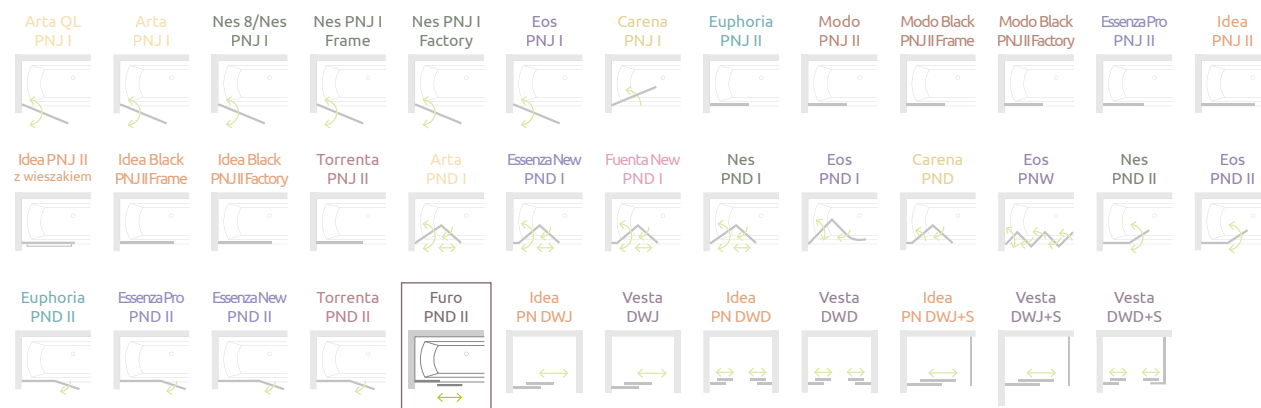 Arta QL
PNJ I
Arta
PNJ I
Nes 8/Nes
PNJ I
Nes PNJ I
Frame
Nes PNJ I
Factory
Eos
PNJ I
Carena
PNJ I
Euphoria
PNJ II
Modo
PNJ II
Modo Black
PNJ II Frame
Modo Black
PNJ II Factory
Essenza Pro
PNJ II
Idea
PNJ II
Idea PNJ II
z wieszakiem
Idea Black
PNJ II Frame
Idea Black
PNJ II Factory
Torrenta
PNJ II
Arta
PND I
Essenza New
PND I
Fuenta New
PND I
Nes
PND I
Eos
PND I
Carena
PND
Eos
PNW
Nes
PND II
Eos
PND II
Euphoria
PND II
Essenza Pro
PND II
Essenza New
PND II
Torrenta
PND II
Furo
PND II
Idea
PN DWJ
Vesta
DWJ
Idea
PN DWD
Vesta
DWD
Idea
PN DWJ+S
Vesta
DWJ+S
Vesta
DWD+S